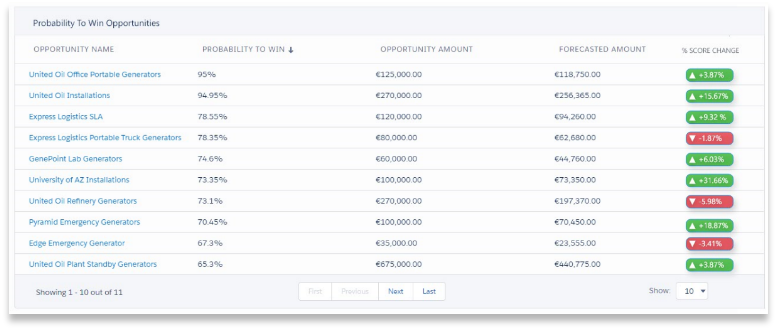 Probability To Win Opportunities
OPPORTUNITY NAME PROBABILITY TO WIN ↓ OPPORTUNITY AMOUNT FORECASTED AMOUNT % SCORE CHANGE
United Oil Office Portable Generators 95% €125,000.00 €118,750.00 ▲ +3.87%
United Oil Installations 94.95% €270,000.00 €256,365.00 ▲ +15.67%
Express Logistics SLA 78.55% €120,000.00 €94,260.00 ▲ +9.32 %
Express Logistics Portable Truck Generators 78.35% €80,000.00 €62,680.00 ▼ -1.87%
GenePoint Lab Generators 74.6% €60,000.00 €44,760.00 ▲ +6.03%
University of AZ Installations 73.35% €100,000.00 €73,350.00 ▲ +31.66%
United Oil Refinery Generators 73.1% €270,000.00 €197,370.00 ▼ -5.98%
Pyramid Emergency Generators 70.45% €100,000.00 €70,450.00 ▲ +18.87%
Edge Emergency Generator 67.3% €35,000.00 €23,555.00 ▼ -3.41%
United Oil Plant Standby Generators 65.3% €675,000.00 €440,775.00 ▲ +3.87%
Showing 1 - 10 out of 11 First Previous Next Last Show: 10